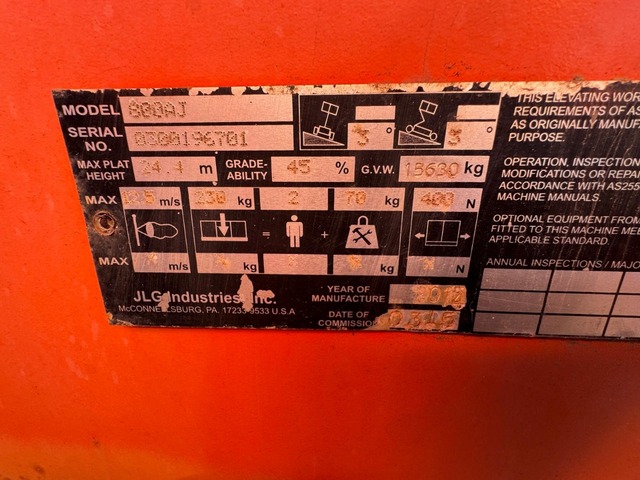 MODEL 800AJ
SERIAL NO. 0300196701
MAX PLAT HEIGHT 24.4 m GRADE-ABILITY 45 % G.V.W. kg
3° 3°
MAX m/s 230 kg 2 70 kg 400 N
= +
MAX m/s kg kg N
JLG Industries, Inc.
McCONNELLSBURG, PA. 17233-9533 U.S.A
YEAR OF MANUFACTURE
DATE OF COMMISSION
THIS ELEVATING WOR
REQUIREMENTS OF AS
AS ORIGINALLY MANUF
PURPOSE.
OPERATION, INSPECTION
MODIFICATIONS OR REPAI
ACCORDANCE WITH AS255
MACHINE MANUALS.
OPTIONAL EQUIPMENT FROM
FITTED TO THIS MACHINE MEE
APPLICABLE STANDARD.
ANNUAL INSPECTIONS / MAJO